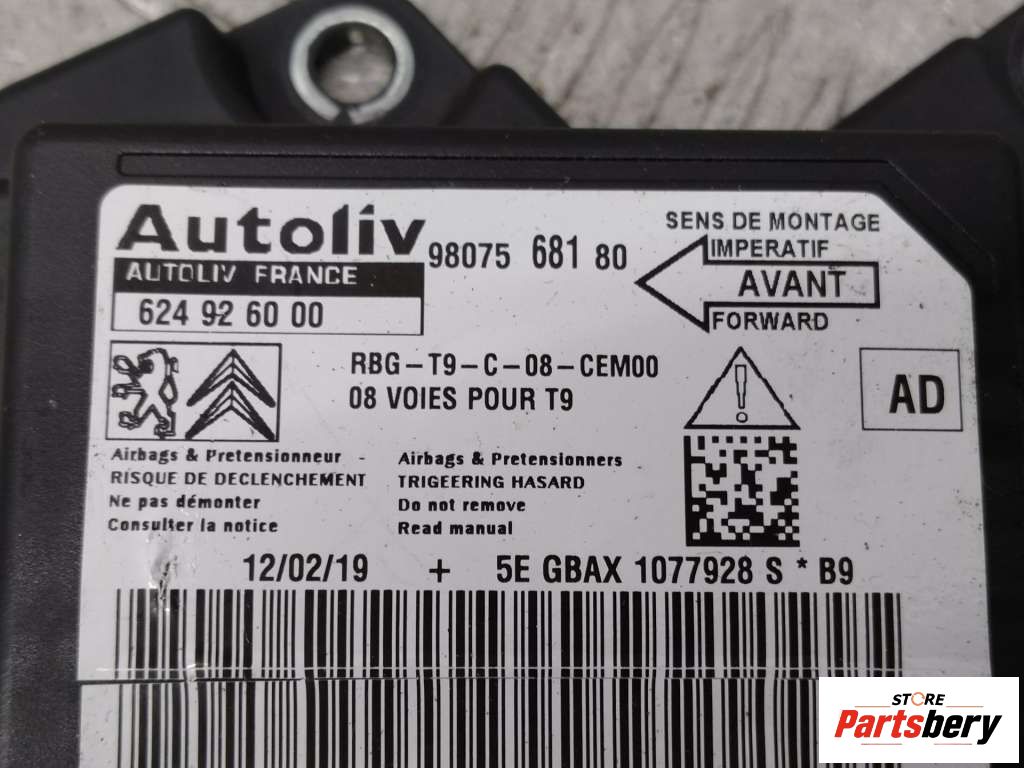 Autoliv
98075 681 80
AUTOLIV FRANCE
624 92 60 00
SENS DE MONTAGE
IMPERATIF
AVANT
FORWARD
RBG-T9-C-08-CEM00
08 VOIES POUR T9
AD
Airbags & Pretensionneur
RISQUE DE DECLENCHEMENT
Ne pas démonter
Consulter la notice
Airbags & Pretensionners
TRIGEERING HASARD
Do not remove
Read manual
12/02/19 + 5E GBAX 1077928 S * B9
STORE
Partsbery